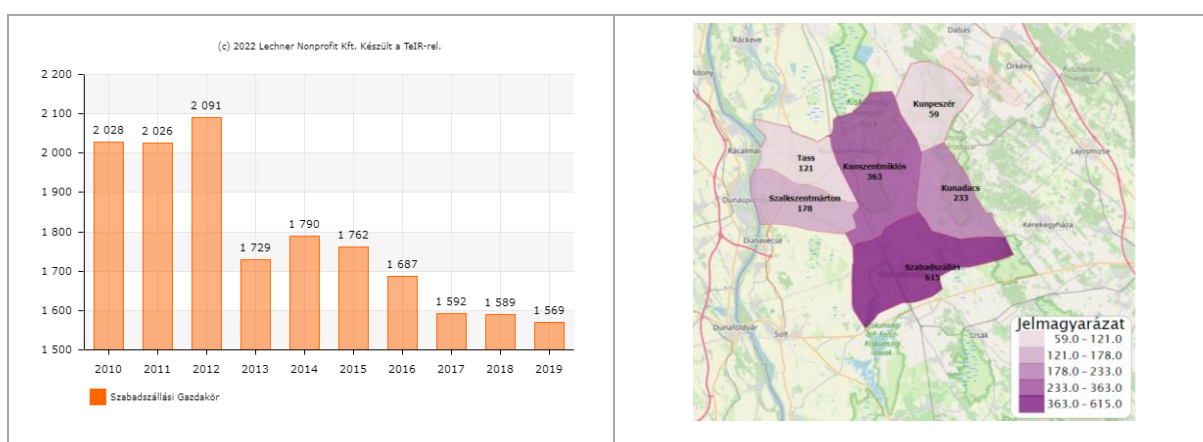 (c) 2022 Lechner Nonprofit Kft. Készült a TeIR-rel.
2 200
2 100
2 000
1 900
1 800
1 700
1 600
1 500
2 028
2 026
2 091
1 729
1 790
1 762
1 687
1 592
1 589
1 569
2010 2011 2012 2013 2014 2015 2016 2017 2018 2019
Szabadszállási Gazdakör
Ráckeve
Dabas
Adony
Örkény
Kunpeszér
59
Rácalmás
Lajosmizse
Tass
121
Kunszentmiklós
363
Kunadacs
233
Szalkszentmárton
178
Kerekegyháza
Dunavecse
Szabadszállás
615
Dunaföldvár
Solt
Izsák
Jelmagyarázat
59.0 - 121.0
121.0 - 178.0
178.0 - 233.0
233.0 - 363.0
363.0 - 615.0